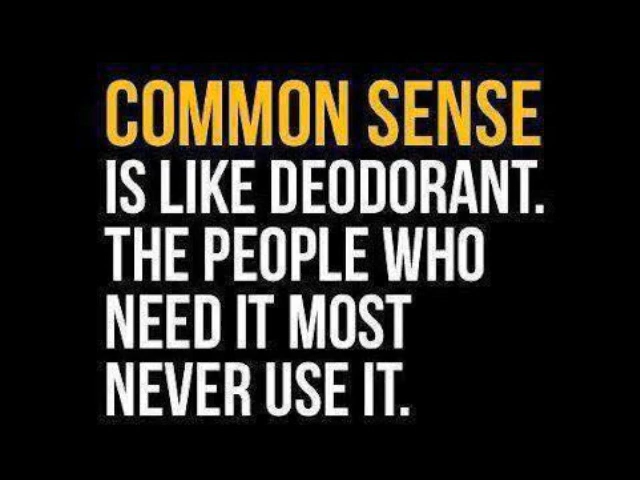 COMMON SENSE
IS LIKE DEODORANT.
THE PEOPLE WHO
NEED IT MOST
NEVER USE IT.